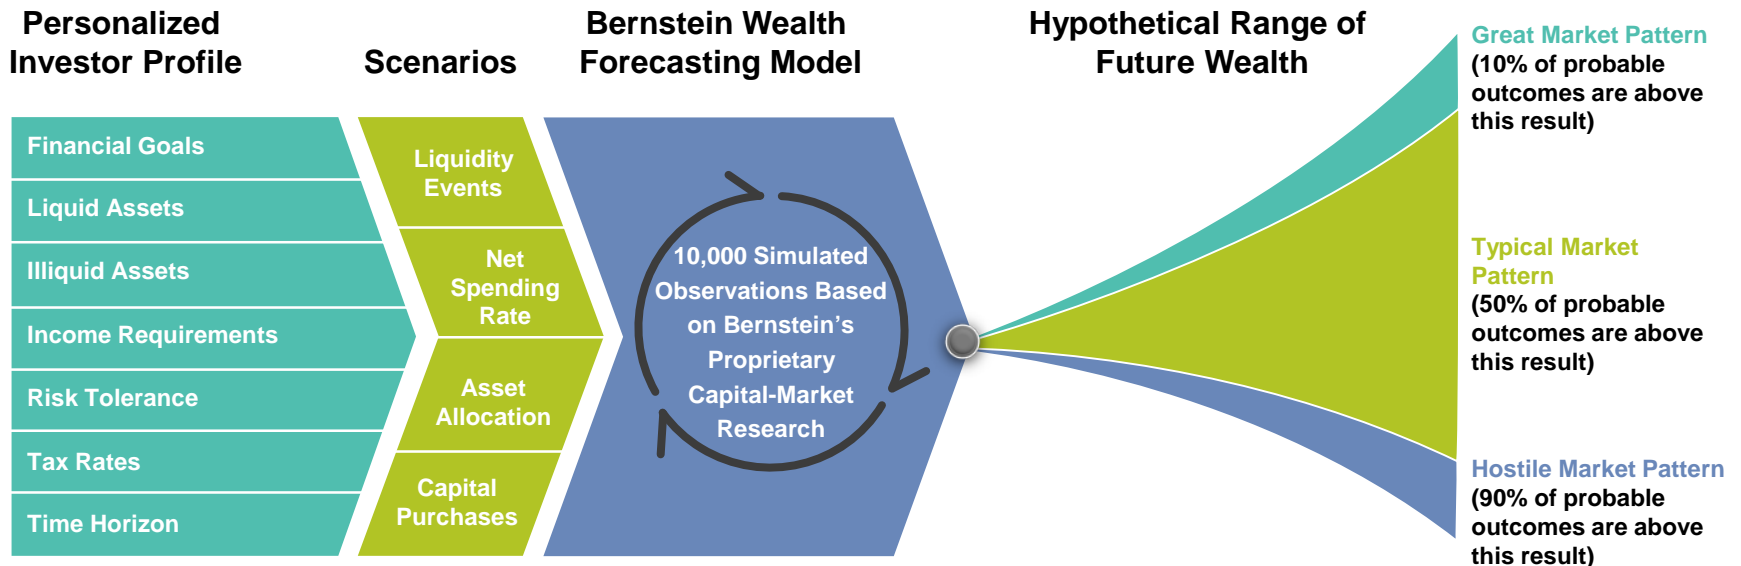 Personalized
Investor Profile
Scenarios
Bernstein Wealth
Forecasting Model
Hypothetical Range of
Future Wealth
Financial Goals
Liquid Assets
Illiquid Assets
Income Requirements
Risk Tolerance
Tax Rates
Time Horizon
Liquidity
Events
Net
Spending
Rate
Asset
Allocation
Capital
Purchases
10,000 Simulated
Observations Based
on Bernstein’s
Proprietary
Capital-Market
Research
Great Market Pattern
(10% of probable
outcomes are above
this result)
Typical Market
Pattern
(50% of probable
outcomes are above
this result)
Hostile Market Pattern
(90% of probable
outcomes are above
this result)